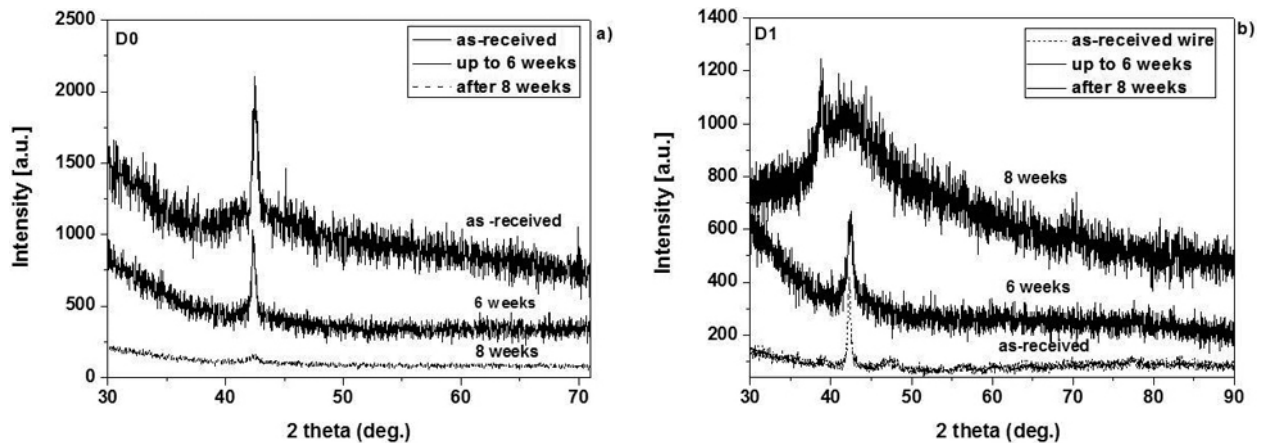 D0
a)
as-received
up to 6 weeks
after 8 weeks
2500
2000
1500
1000
500
0
Intensity [a.u.]
as -received
6 weeks
8 weeks
30 40 50 60 70
2 theta (deg.)
D1
b)
as-received wire
up to 6 weeks
after 8 weeks
1400
1200
1000
800
600
400
200
Intensity [a.u.]
8 weeks
6 weeks
as-received
30 40 50 60 70 80 90
2 theta (deg.)